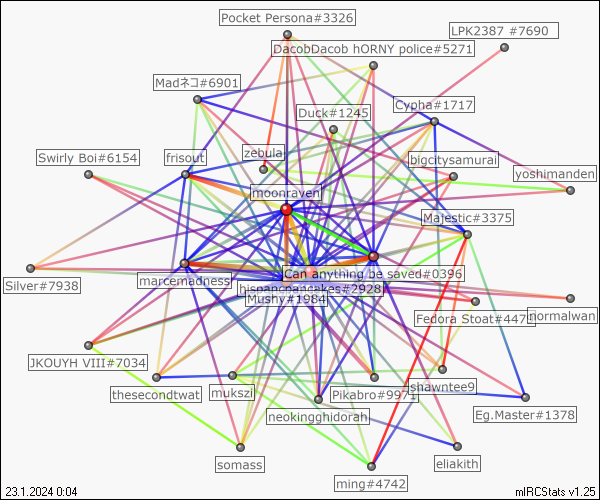 Pocket Persona#3326
LPK2387 #7690
DacobDacob hORNY police#5271
Madネコ#6901
Cypha#1717
Duck#1245
Swirly Boi#6154
frisout
zebula
bigcitysamurai
yoshimanden
moonraven
Majestic#3375
Can anything be saved#0396
Silver#7938
marcemadness
hispanicpancakes#2928
Mushy#1984
Fedora Stoat#447
normalwan
JKOUYH VIII#7034
thesecondtwat
mukszi
Pikabro#9971
shawntee9
neokingghidorah
Eg.Master#1378
somass
eliakith
ming#4742
23.1.2024 0:04
mIRCStats v1.25